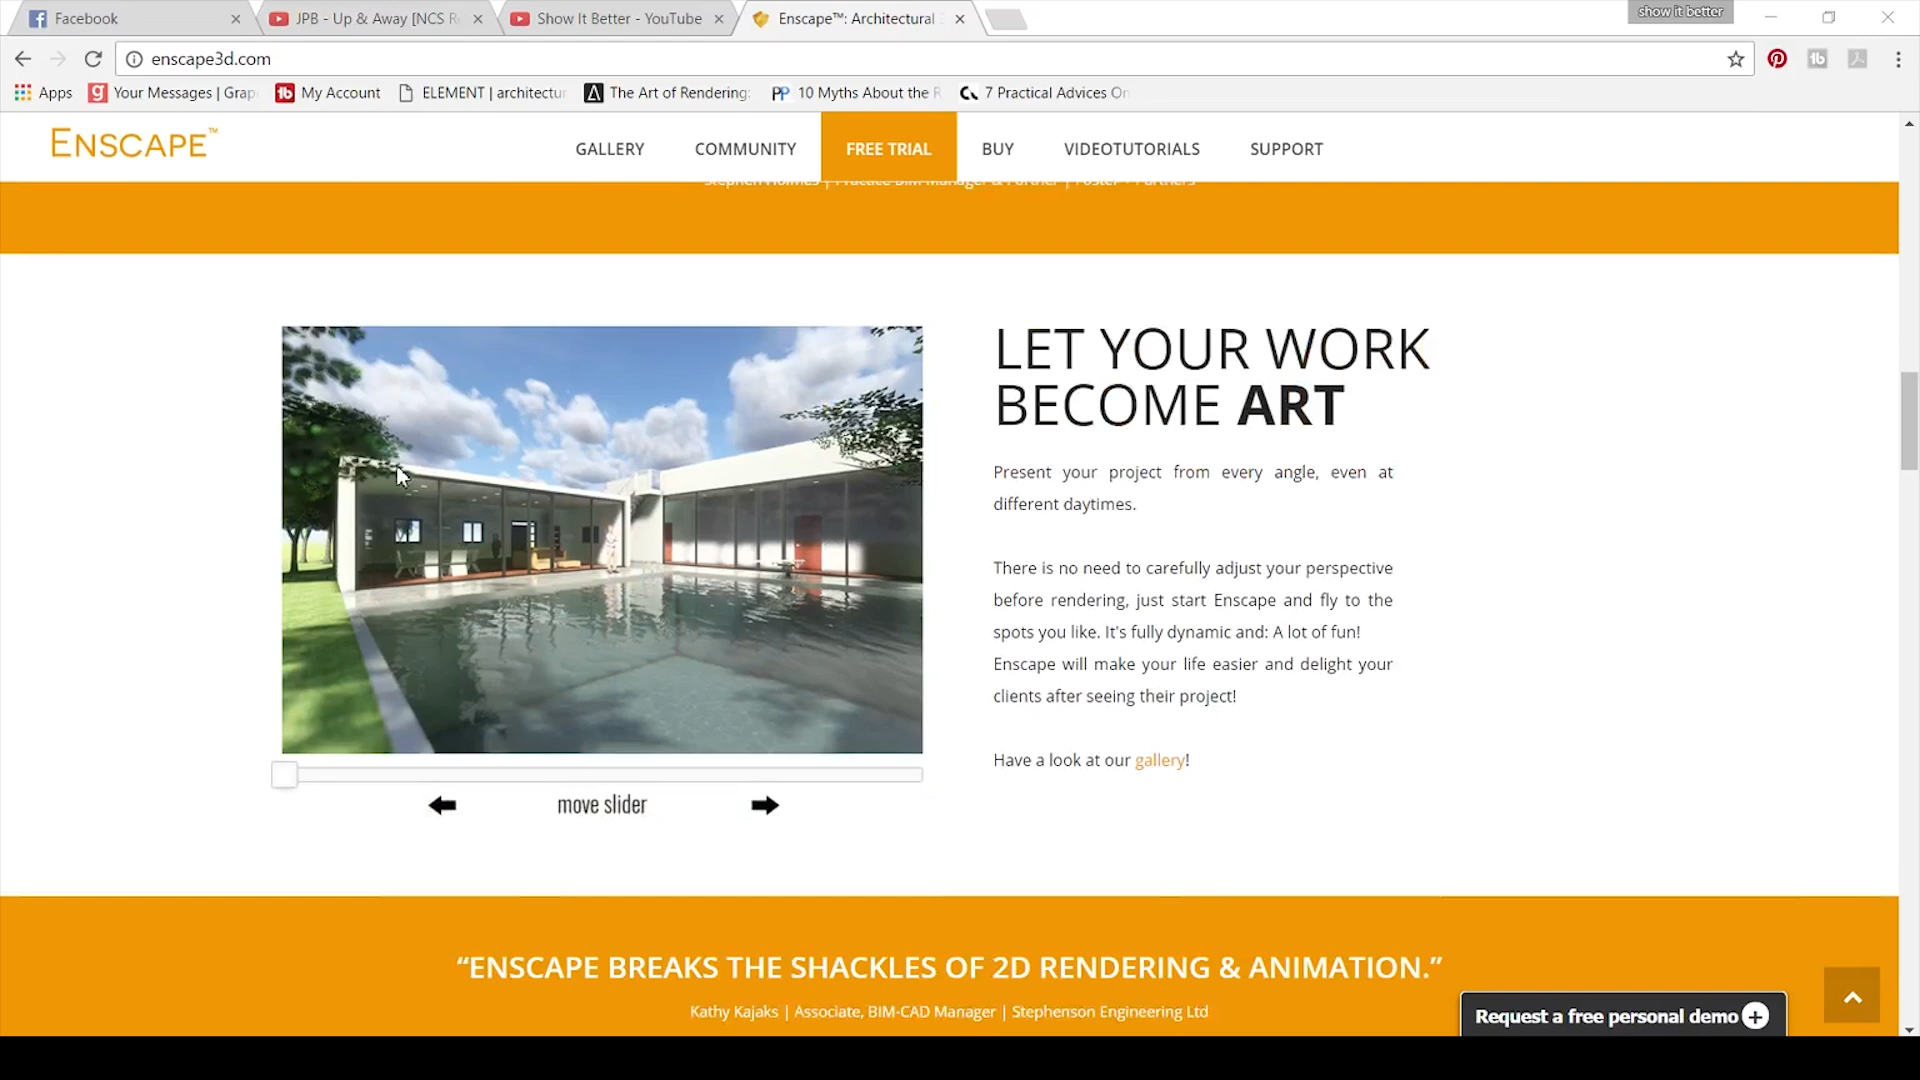 Facebook
JPB - Up & Away [NCS R
Show It Better - YouTube
Enscape™: Architectural
show it better
enscape3d.com
Apps
Your Messages | Grap
My Account
ELEMENT | architectur
The Art of Rendering:
10 Myths About the R
7 Practical Advices On
ENSCAPE™
GALLERY
COMMUNITY
FREE TRIAL
BUY
VIDEOTUTORIALS
SUPPORT
Stephen Holmes | Practice BIM Manager & Partner | Foster + Partners
LET YOUR WORK
BECOME ART
Present your project from every angle, even at
different daytimes.
There is no need to carefully adjust your perspective
before rendering, just start Enscape and fly to the
spots you like. It's fully dynamic and: A lot of fun!
Enscape will make your life easier and delight your
clients after seeing their project!
Have a look at our gallery!
move slider
“ENSCAPE BREAKS THE SHACKLES OF 2D RENDERING & ANIMATION.”
Kathy Kajaks | Associate, BIM-CAD Manager | Stephenson Engineering Ltd
Request a free personal demo